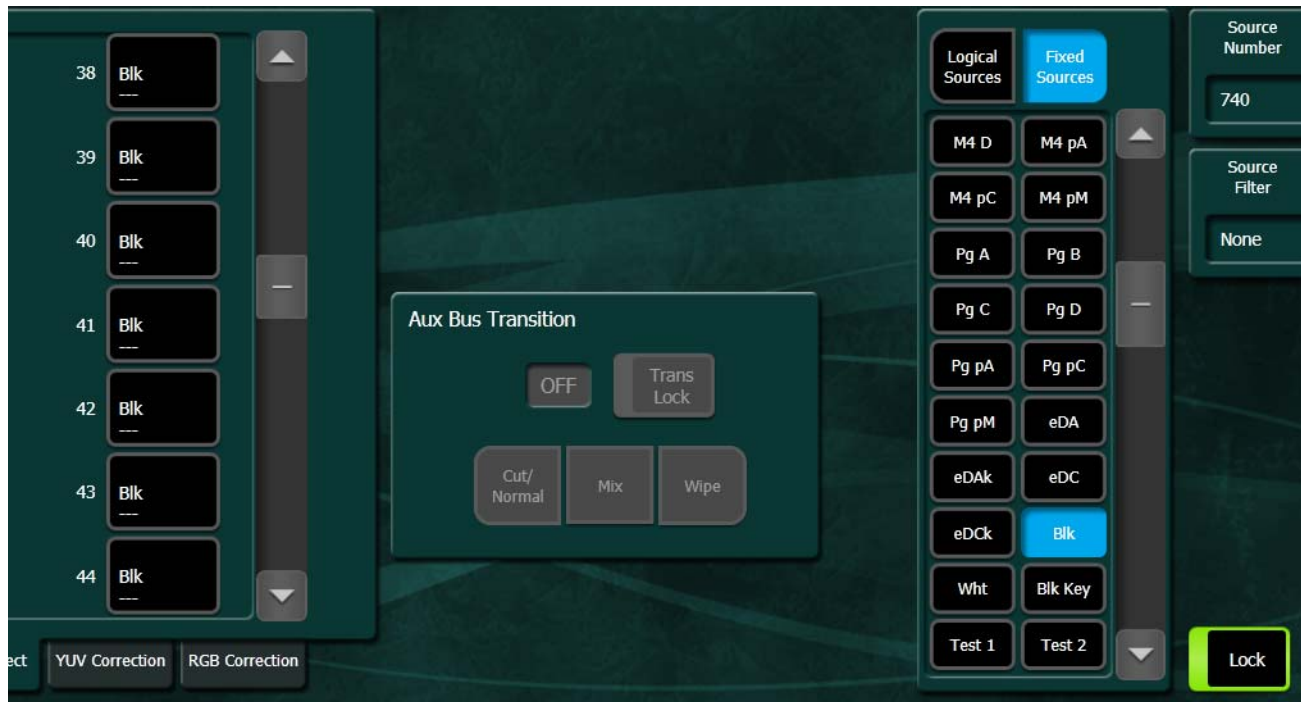 38 Blk
---
39 Blk
---
40 Blk
---
41 Blk
---
42 Blk
---
43 Blk
---
44 Blk
---
ect YUV Correction RGB Correction
Aux Bus Transition
OFF
Trans
Lock
Cut/
Normal
Mix
Wipe
Logical
Sources
Fixed
Sources
M4 D M4 pA
M4 pC M4 pM
Pg A Pg B
Pg C Pg D
Pg pA Pg pC
Pg pM eDA
eDAk eDC
eDCk Blk
Wht Blk Key
Test 1 Test 2
Source
Number
740
Source
Filter
None
Lock